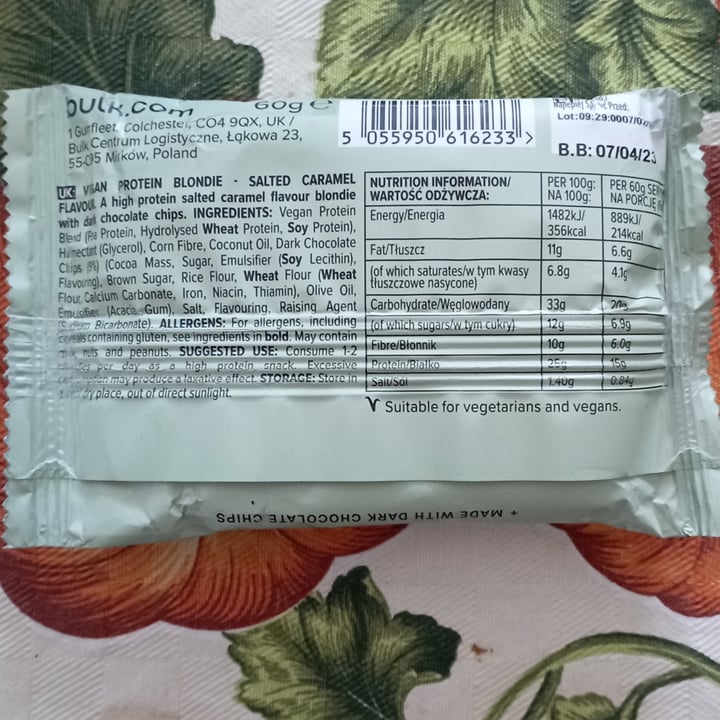 bulk.com 60g e
1 Gunfleet, Colchester, CO4 9QX, UK /
Bulk Centrum Logistyczne, Łąkowa 23,
55-095 Mirków, Poland
5 055950 616233 >
Najlepiej Spożyć Przed:
Lot:09:29:0007/0
B.B: 07/04/23
UK: VEGAN PROTEIN BLONDIE - SALTED CARAMEL
FLAVOUR. A high protein salted caramel flavour blondie
with dark chocolate chips. INGREDIENTS: Vegan Protein
Blend (Pea Protein, Hydrolysed Wheat Protein, Soy Protein),
Humectant (Glycerol), Corn Fibre, Coconut Oil, Dark Chocolate
Chips (9%) (Cocoa Mass, Sugar, Emulsifier (Soy Lecithin),
Flavouring), Brown Sugar, Rice Flour, Wheat Flour (Wheat
Flour, Calcium Carbonate, Iron, Niacin, Thiamin), Olive Oil,
Emulsifier (Acacia Gum), Salt, Flavouring, Raising Agent
(Sodium Bicarbonate). ALLERGENS: For allergens, including
cereals containing gluten, see ingredients in bold. May contain
milk, nuts and peanuts. SUGGESTED USE: Consume 1-2
per day as a high protein snack. Excessive
consumption may produce a laxative effect. STORAGE: Store in
dry place, out of direct sunlight.
NUTRITION INFORMATION/ PER 100g: PER 60g
WARTOŚĆ ODŻYWCZA: NA 100g: NA PORCJĘ
Energy/Energia 1482kJ/ 889kJ/
356kcal 214kcal
Fat/Tłuszcz 11g 6.6g
(of which saturates/w tym kwasy 6.8g 4.1g
tłuszczowe nasycone)
Carbohydrate/Węglowodany 33g 20g
(of which sugars/w tym cukry) 12g 6.9g
Fibre/Błonnik 10g 6.0g
Protein/Białko 25g 15g
Salt/Sól 1.40g 0.84g
Suitable for vegetarians and vegans.
+ MADE WITH DARK CHOCOLATE CHIPS